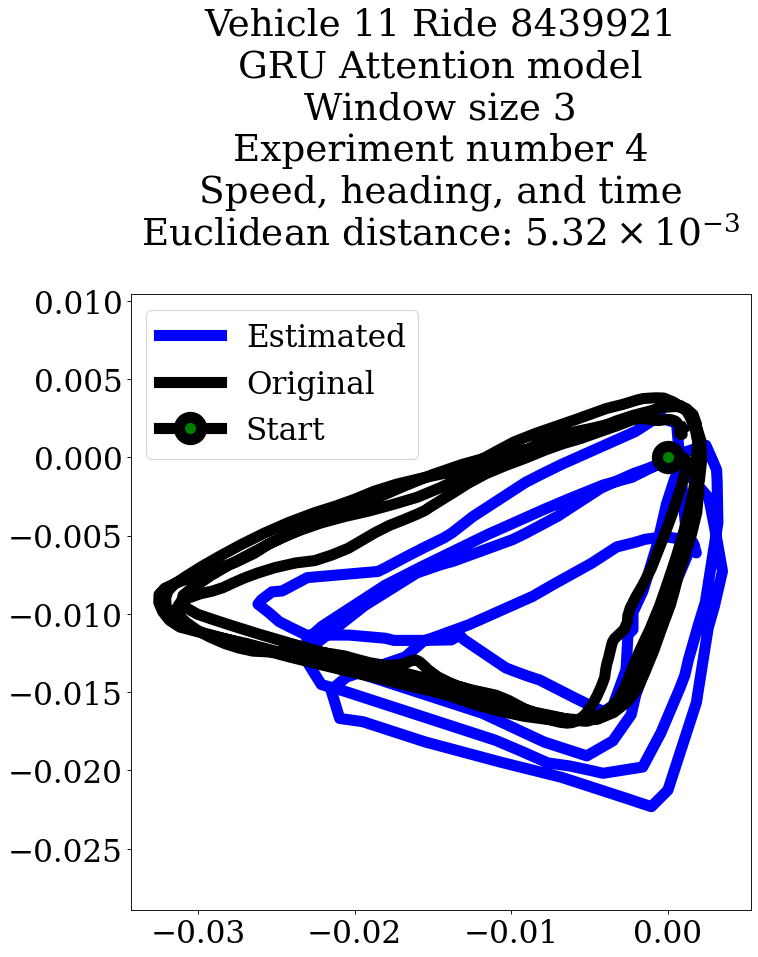 Vehicle 11 Ride 8439921
GRU Attention model
Window size 3
Experiment number 4
Speed, heading, and time
Euclidean distance: 5.32 × 10⁻³
0.010
0.005
0.000
−0.005
−0.010
−0.015
−0.020
−0.025
Estimated
Original
Start
−0.03 −0.02 −0.01 0.00